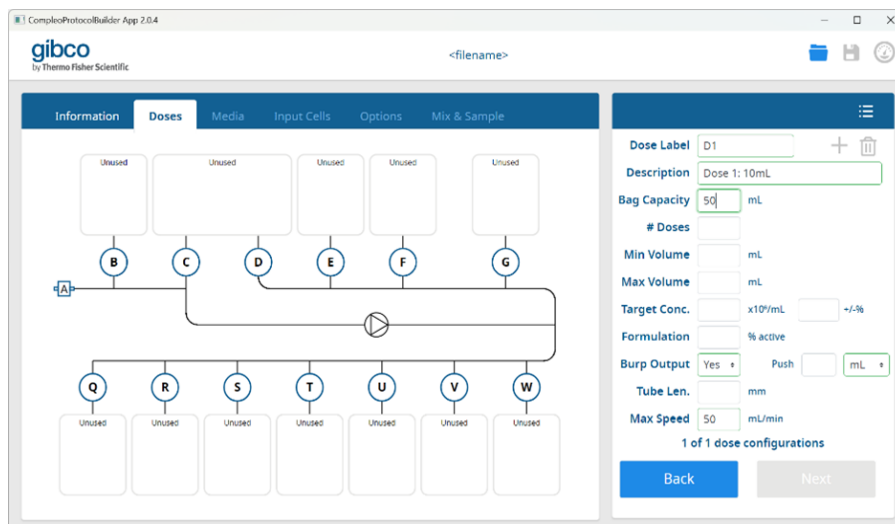 CompleoProtocolBuilder App 2.0.4
gibco
by Thermo Fisher Scientific
<filename>
Information Doses Media Input Cells Options Mix & Sample
Unused Unused Unused Unused Unused
B C D E F G
A
Q R S T U V W
Unused Unused Unused Unused Unused Unused Unused
Dose Label D1
Description Dose 1: 10mL
Bag Capacity 50 mL
# Doses
Min Volume mL
Max Volume mL
Target Conc. x10⁶/mL +/-%
Formulation % active
Burp Output Yes Push mL
Tube Len. mm
Max Speed 50 mL/min
1 of 1 dose configurations
Back Next